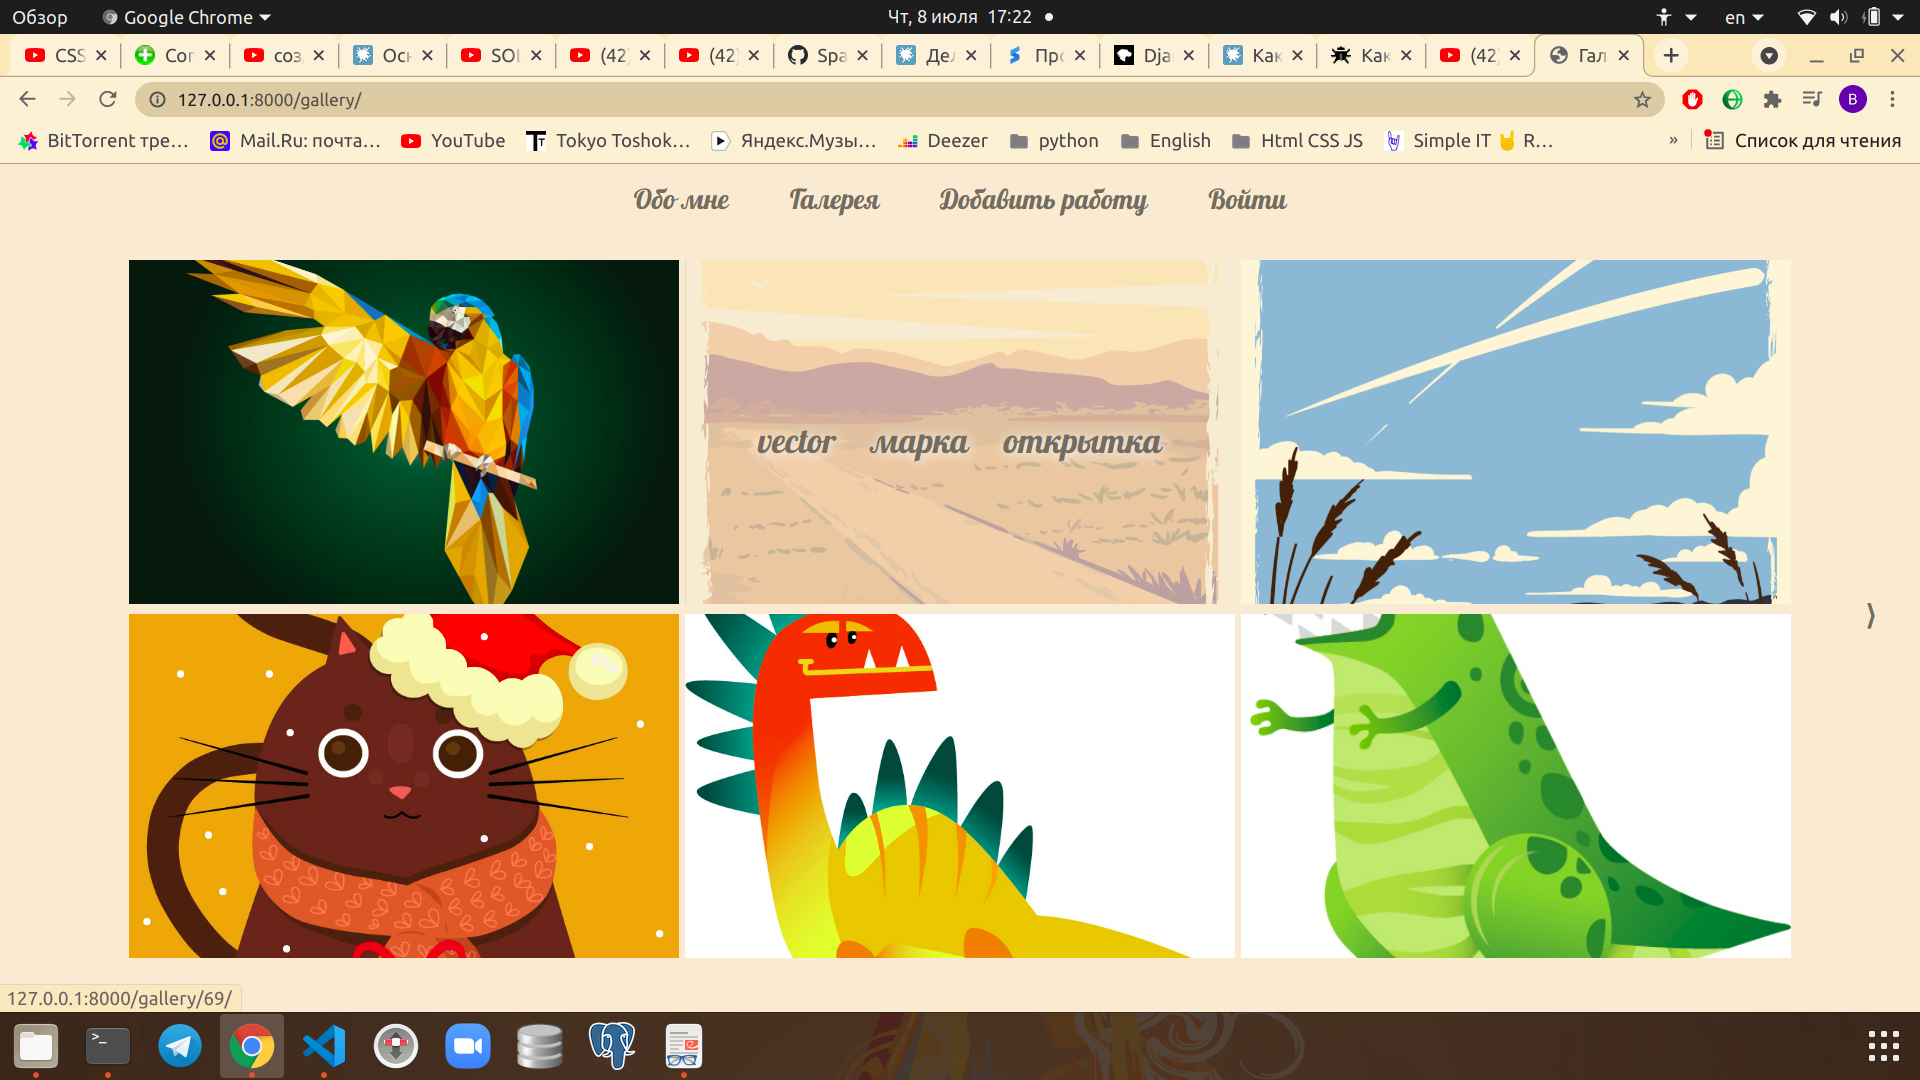 Обзор Google Chrome Чт, 8 июля 17:22 en
CSS Сог соз Осн SOL (42) (42) Spa Дел Про Dja Как Как (42) Гал
127.0.0.1:8000/gallery/ B
BitTorrent тре... Mail.Ru: почта... YouTube Tokyo Toshok... Яндекс.Музы... Deezer python English Html CSS JS Simple IT 🤘 R... » Список для чтения
Обо мне Галерея Добавить работу Войти
vector марка открытка
⟩
127.0.0.1:8000/gallery/69/